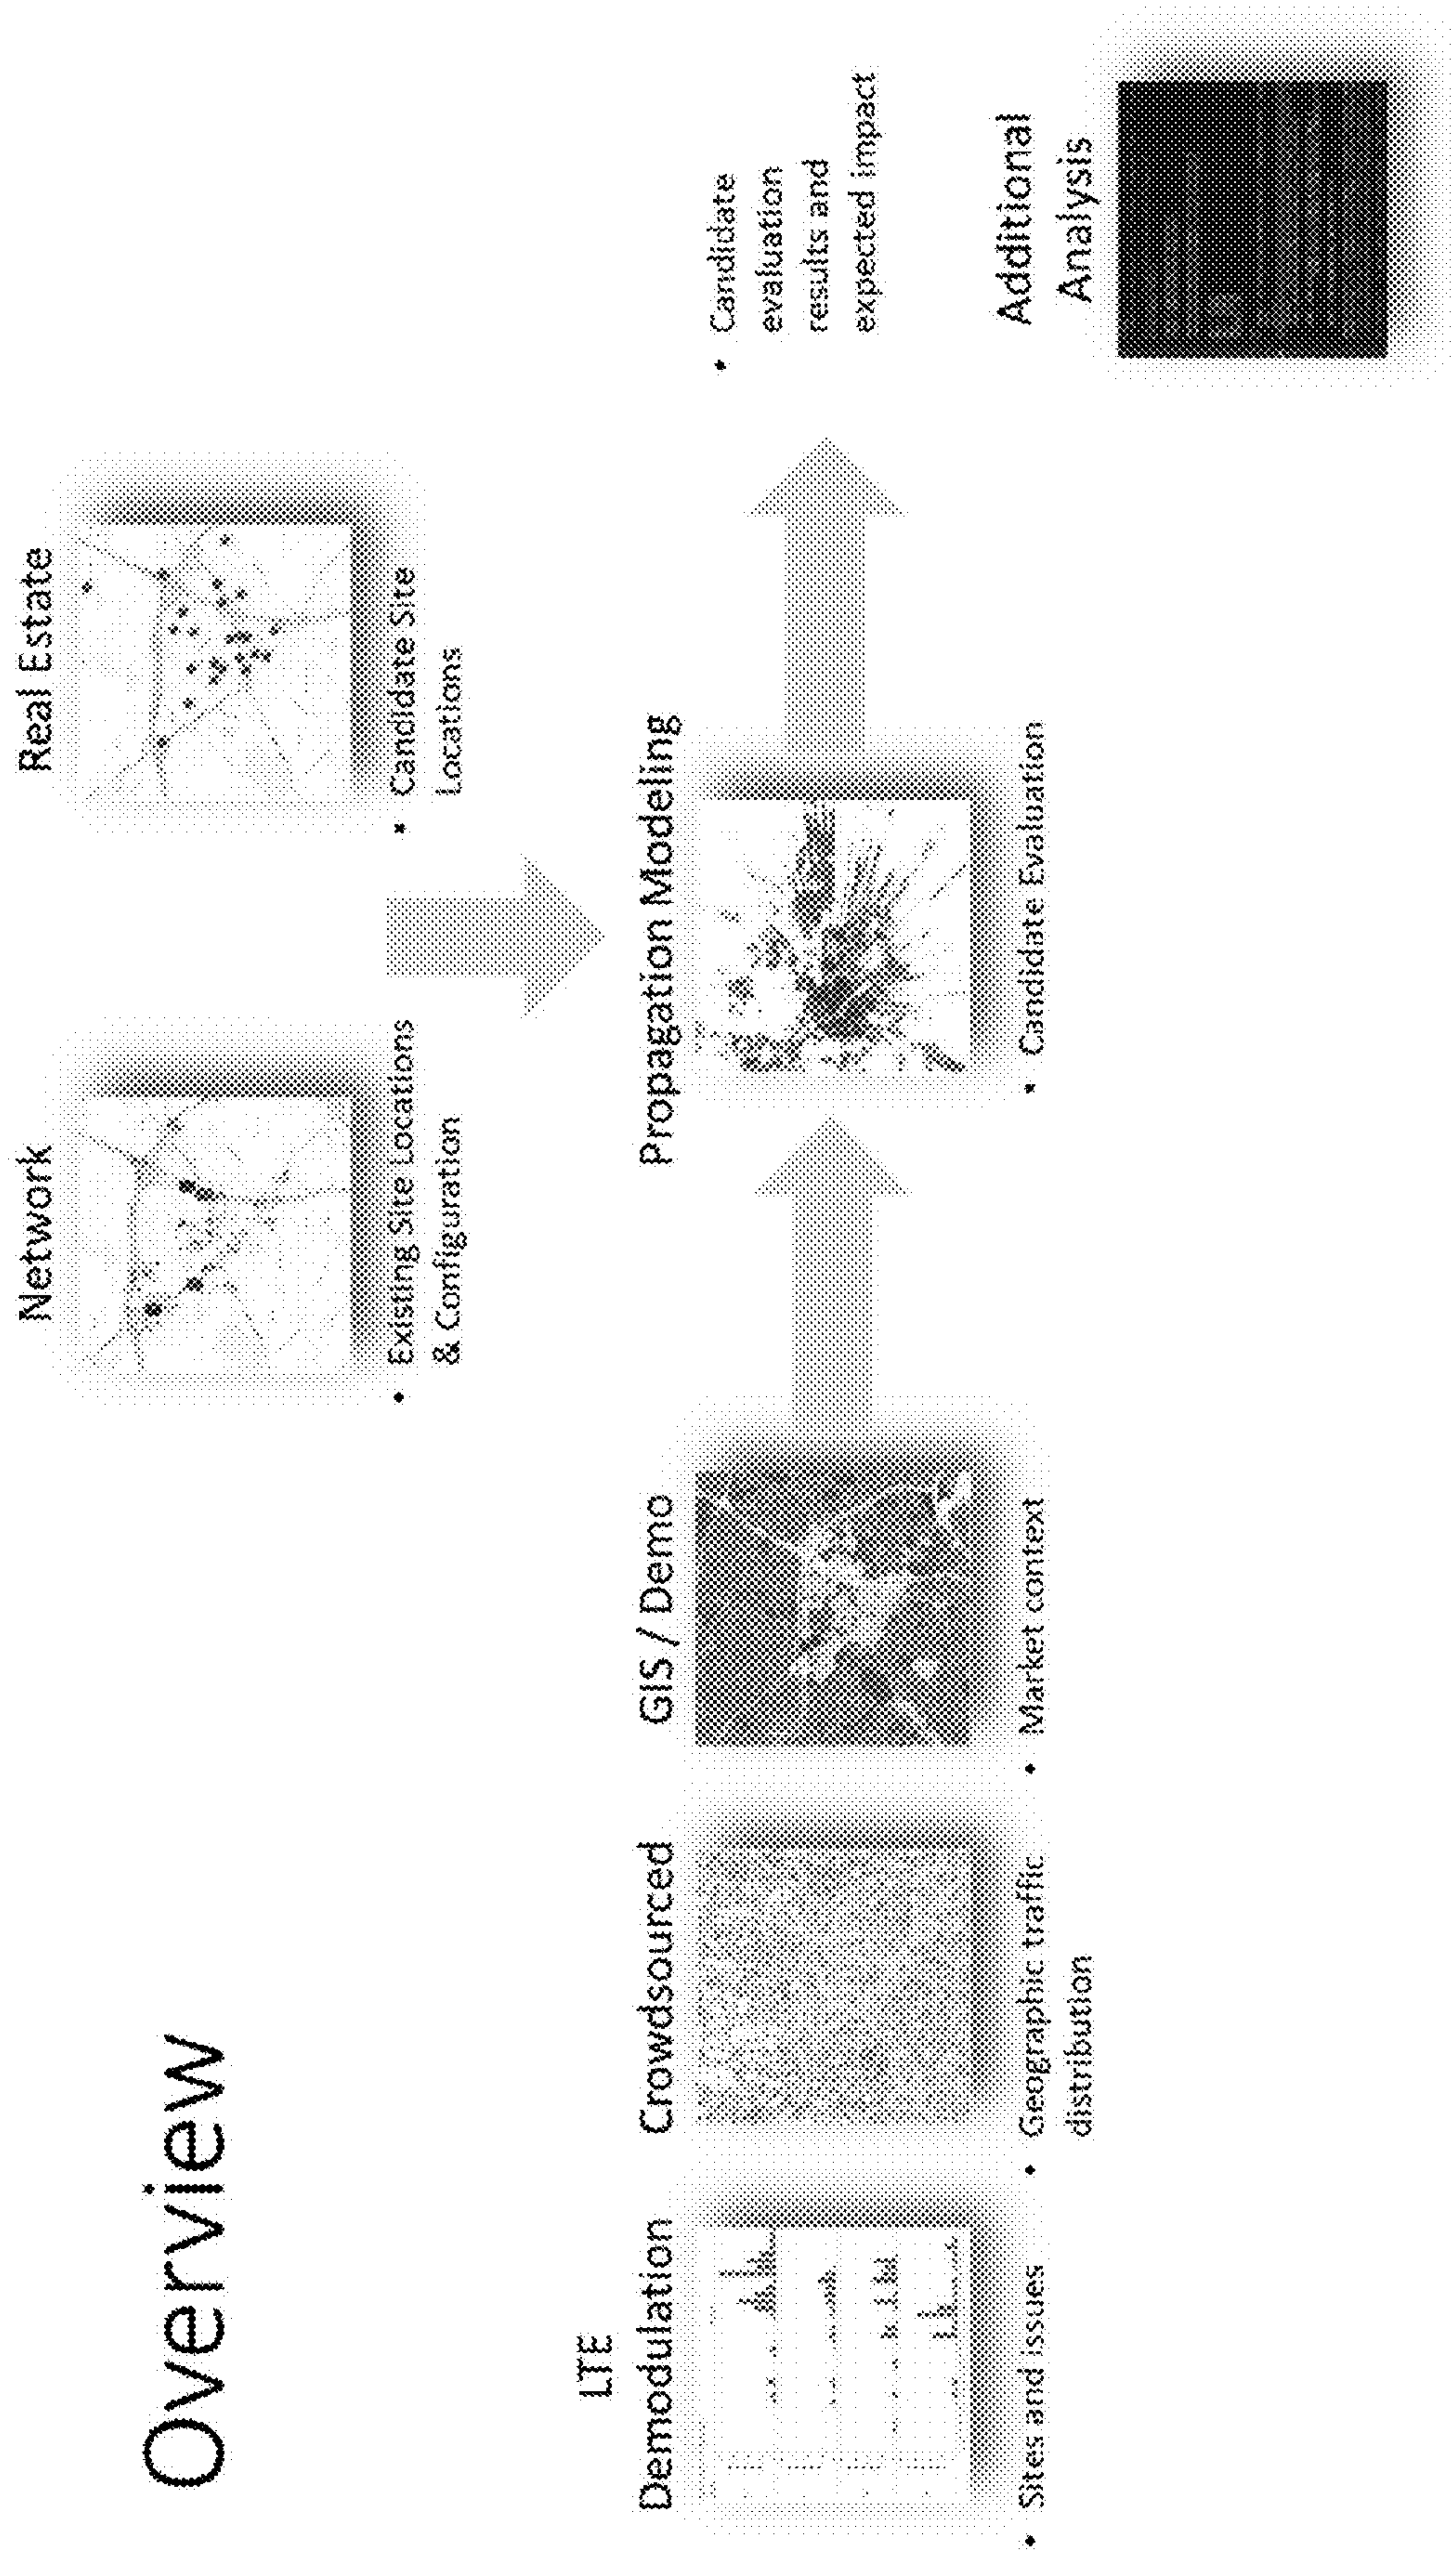 Overview
Network
• Existing Site Locations
& Configuration
Real Estate
• Candidate Site
Locations
LTE
Demodulation
• Sites and issues
Crowdsourced
• Geographic traffic
distribution
GIS / Demo
• Market context
Propagation Modeling
• Candidate Evaluation
• Candidate
evaluation
results and
expected impact
Additional
Analysis